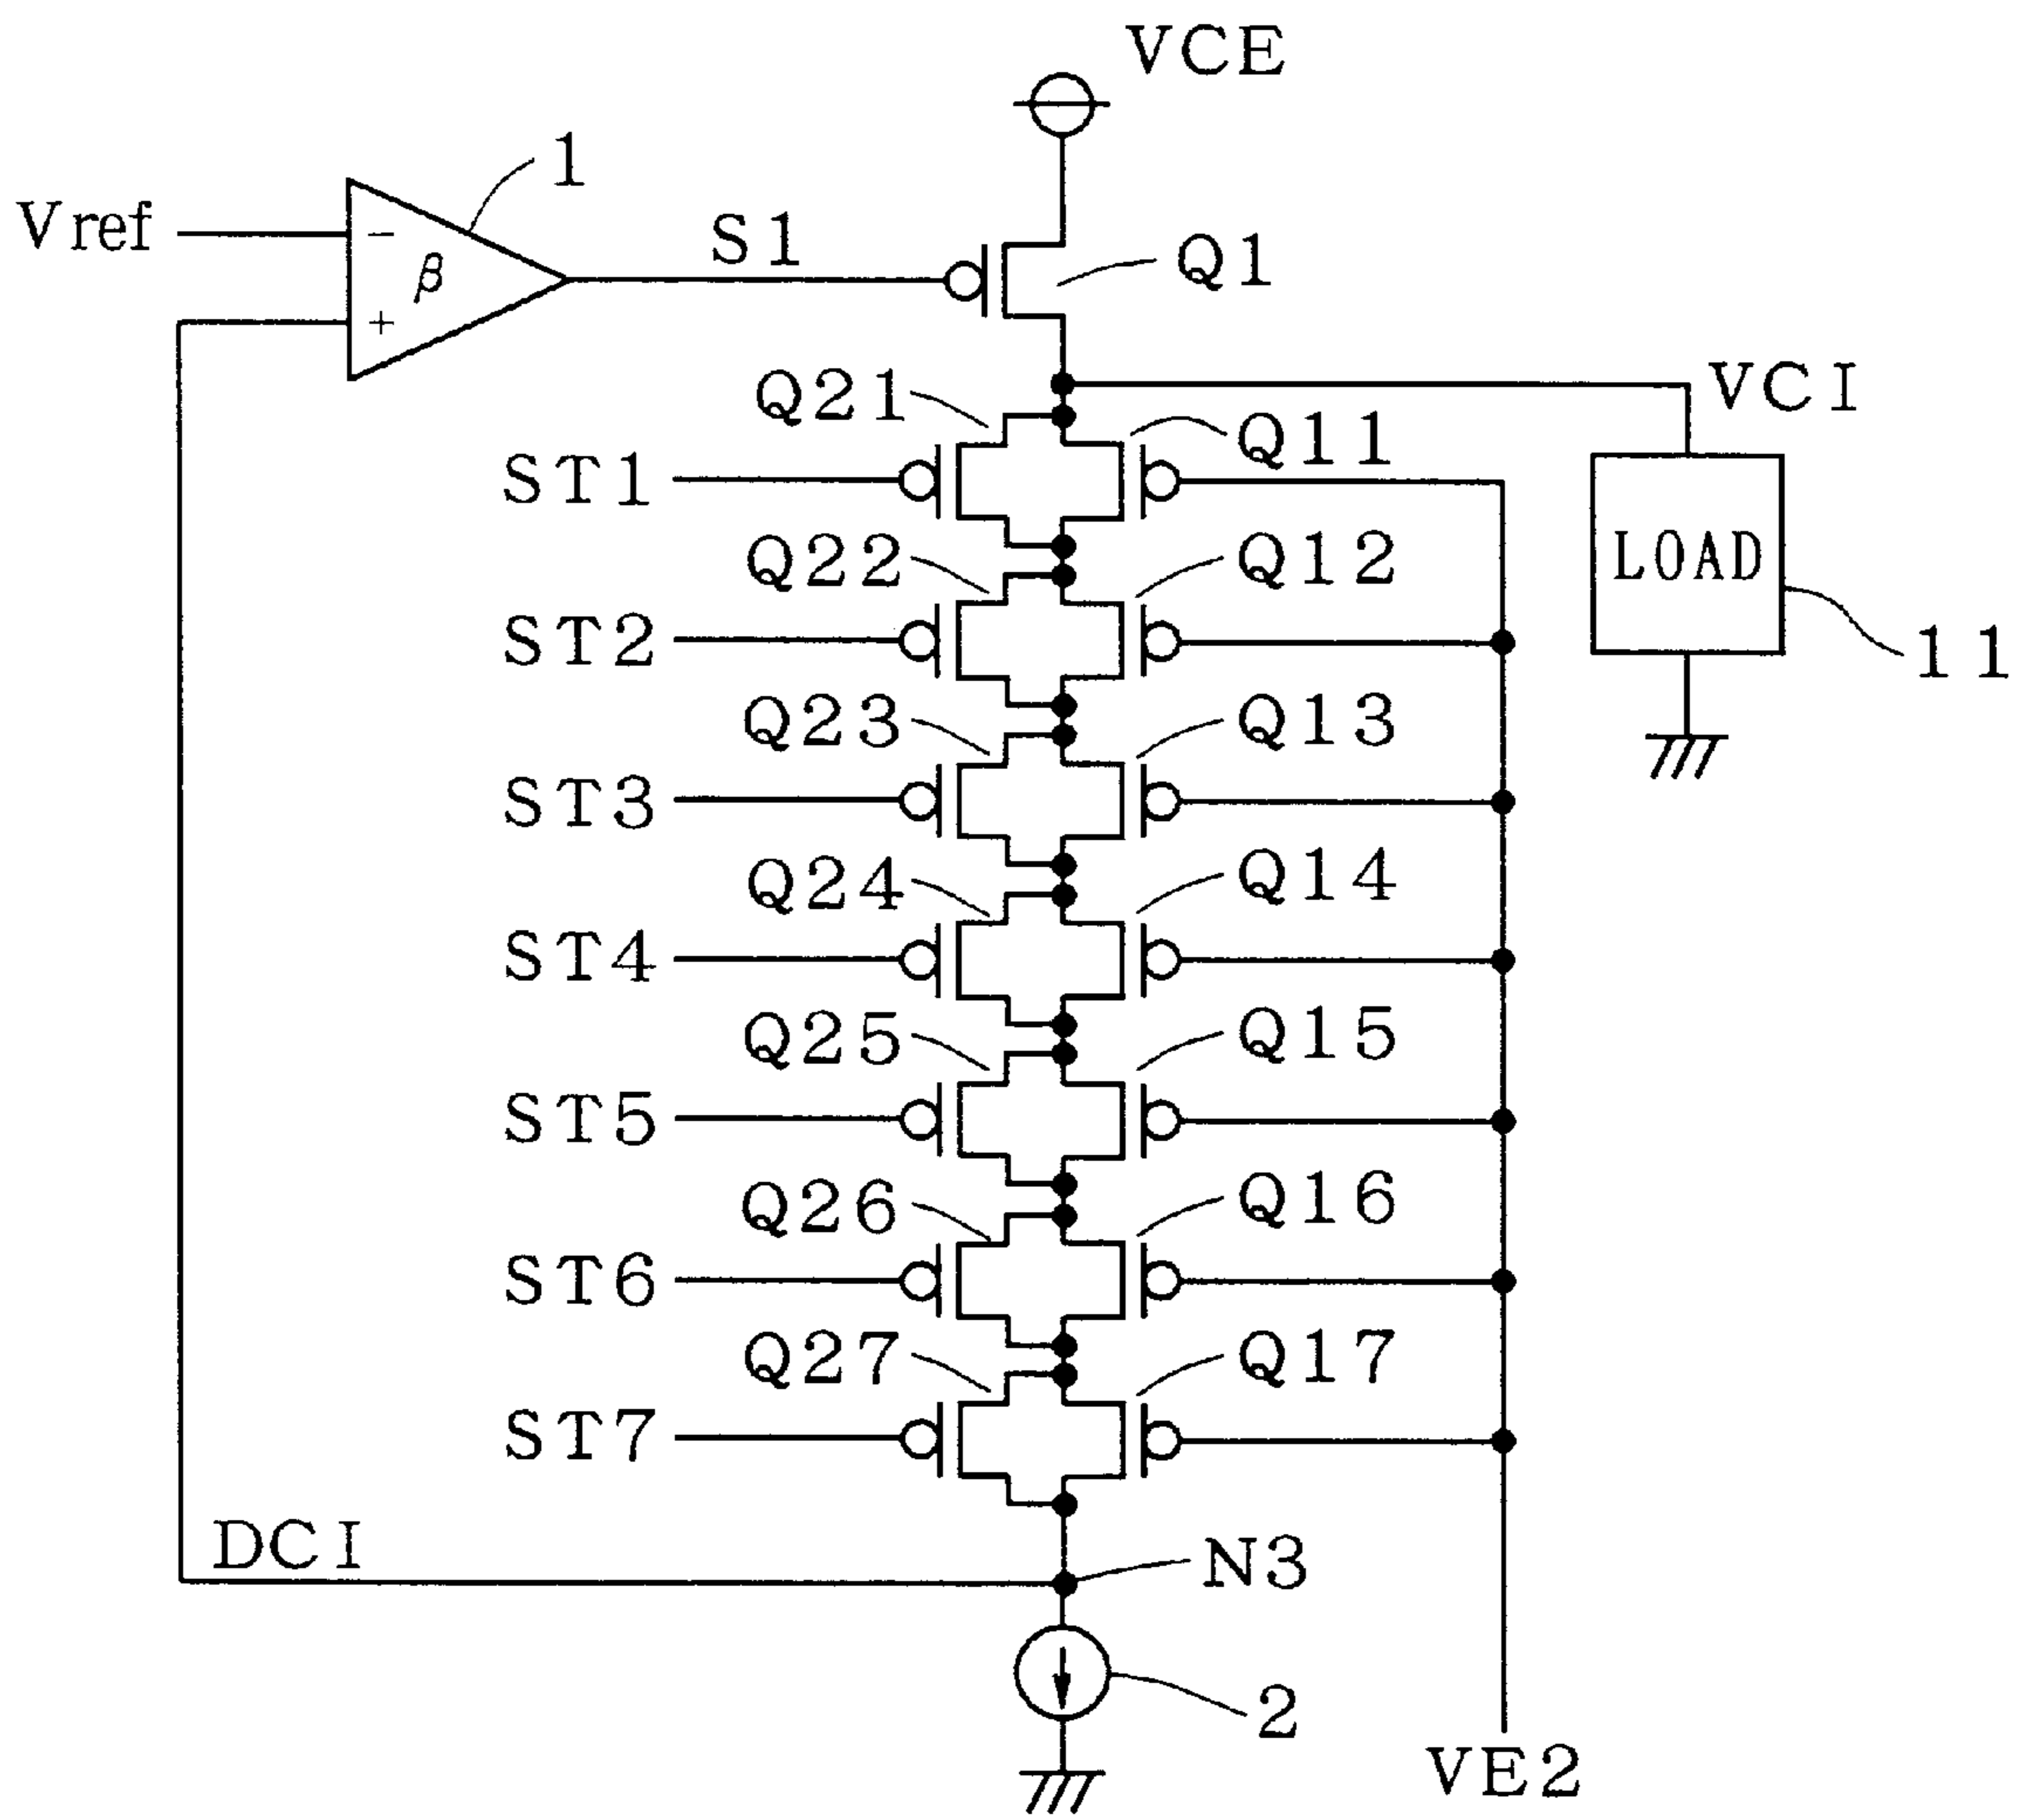 VCE
1
Vref
−
β
+
S1
Q1
VCI
Q21
Q11
ST1
LOAD
Q22
Q12
ST2
11
Q23
Q13
ST3
Q24
Q14
ST4
Q25
Q15
ST5
Q26
Q16
ST6
Q27
Q17
ST7
DCI
N3
2
VE2